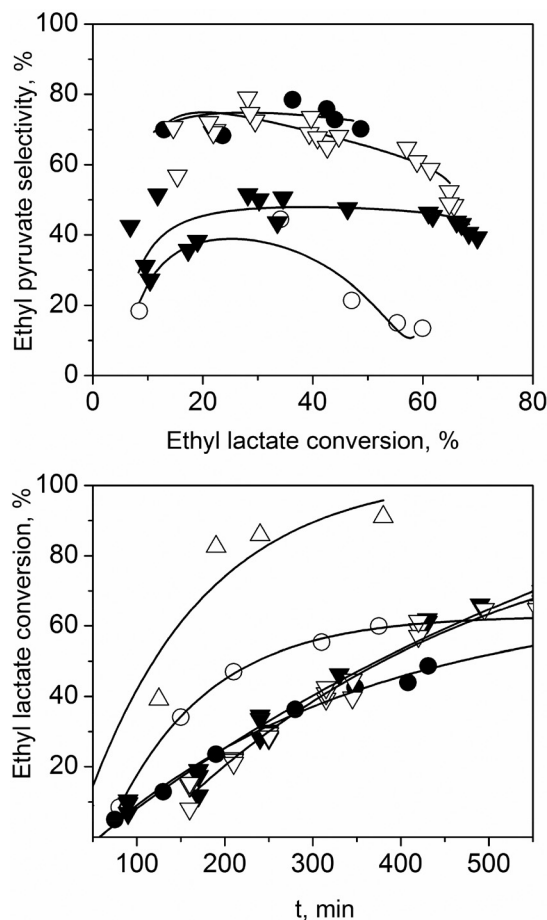 100
80
60
40
20
0
0 20 40 60 80
Ethyl pyruvate selectivity, %
Ethyl lactate conversion, %
100
80
60
40
20
100 200 300 400 500
Ethyl lactate conversion, %
t, min